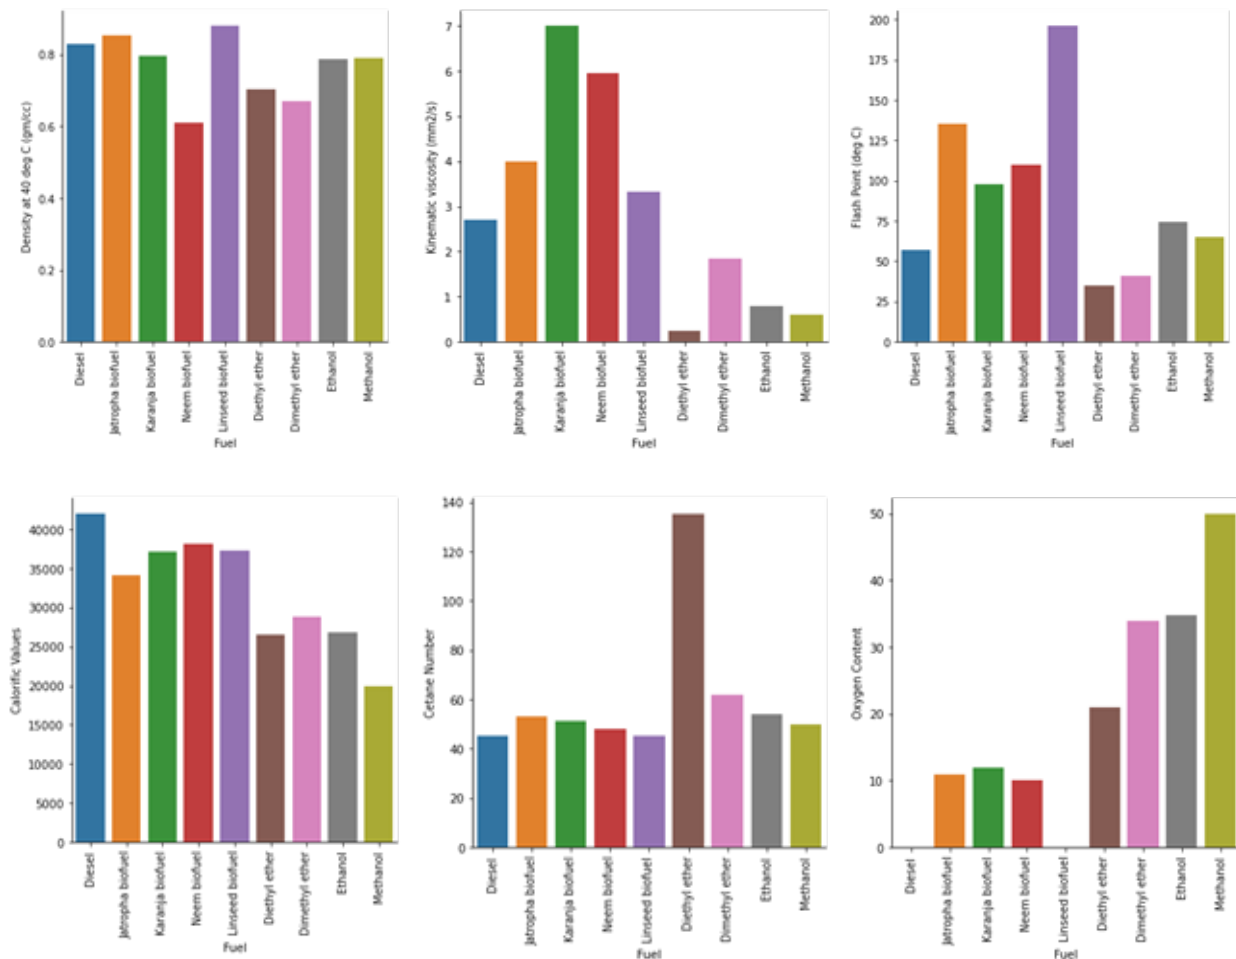 Density at 40 deg C (gm/cc)
0.8
0.6
0.4
0.2
0.0
Diesel
Jatropha biofuel
Karanja biofuel
Neem biofuel
Linseed biofuel
Diethyl ether
Dimethyl ether
Ethanol
Methanol
Fuel
Kinematic viscosity (mm2/s)
7
6
5
4
3
2
1
0
Diesel
Jatropha biofuel
Karanja biofuel
Neem biofuel
Linseed biofuel
Diethyl ether
Dimethyl ether
Ethanol
Methanol
Fuel
Flash Point (deg C)
200
175
150
125
100
75
50
25
0
Diesel
Jatropha biofuel
Karanja biofuel
Neem biofuel
Linseed biofuel
Diethyl ether
Dimethyl ether
Ethanol
Methanol
Fuel
Calorific Values
40000
35000
30000
25000
20000
15000
10000
5000
0
Diesel
Jatropha biofuel
Karanja biofuel
Neem biofuel
Linseed biofuel
Diethyl ether
Dimethyl ether
Ethanol
Methanol
Fuel
Cetane Number
140
120
100
80
60
40
20
0
Diesel
Jatropha biofuel
Karanja biofuel
Neem biofuel
Linseed biofuel
Diethyl ether
Dimethyl ether
Ethanol
Methanol
Fuel
Oxygen Content
50
40
30
20
10
0
Diesel
Jatropha biofuel
Karanja biofuel
Neem biofuel
Linseed biofuel
Diethyl ether
Dimethyl ether
Ethanol
Methanol
Fuel